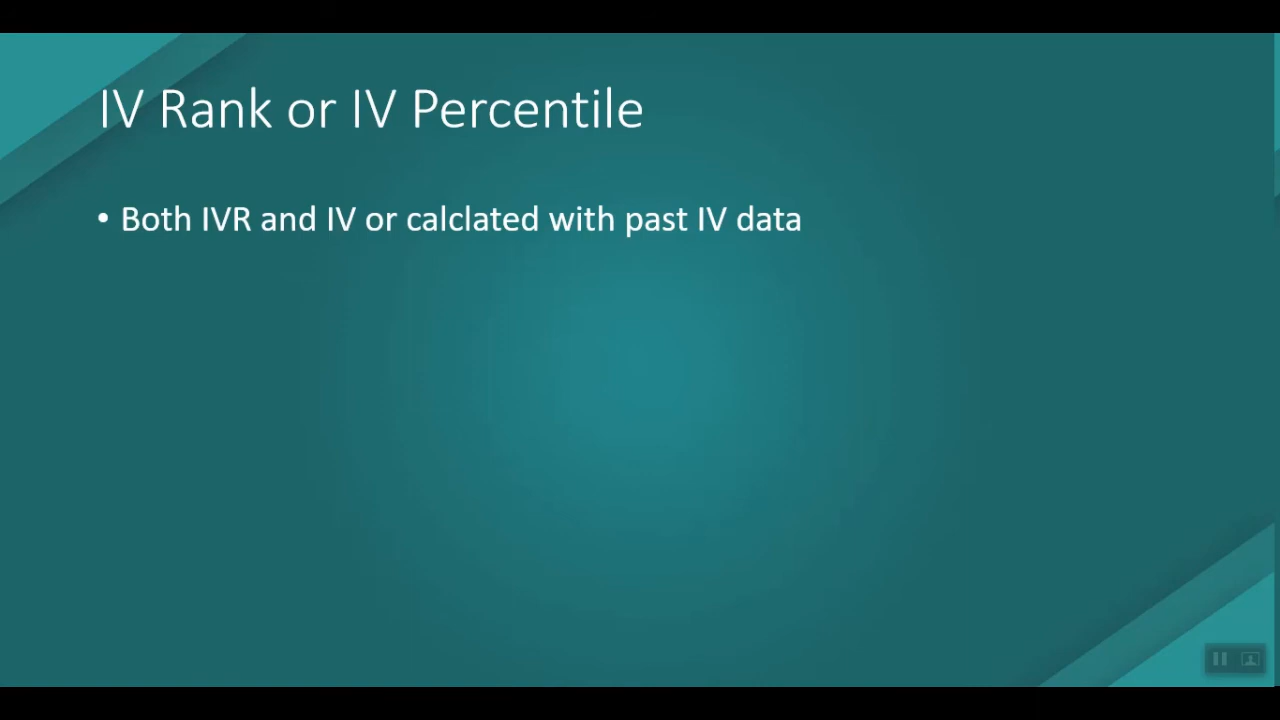 IV Rank or IV Percentile
• Both IVR and IV or calclated with past IV data